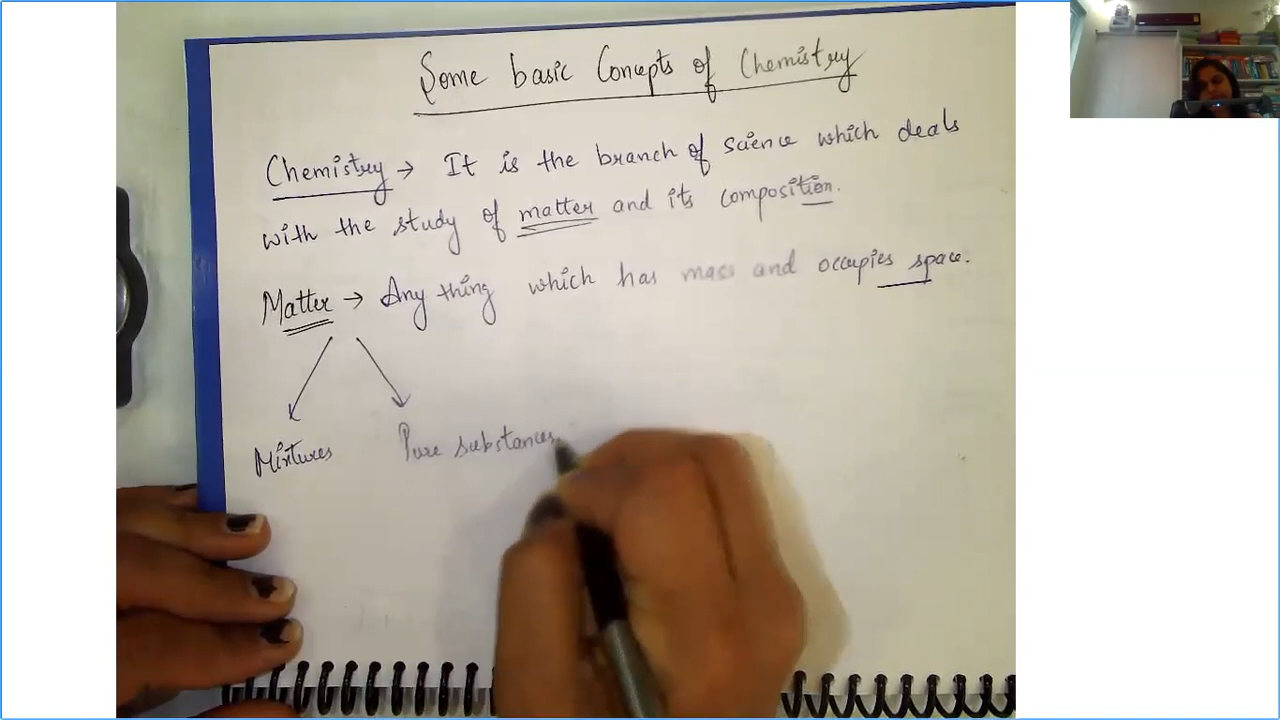 Some basic Concepts of Chemistry
Chemistry → It is the branch of science which deals
with the study of matter and its composition.
Matter → Any thing which has mass and occupies space.
Mixtures Pure substances